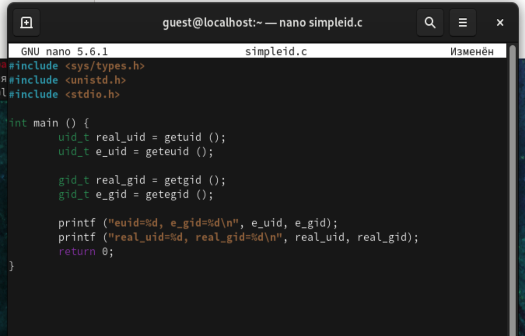 guest@localhost:~ — nano simpleid.c
GNU nano 5.6.1 simpleid.c Изменён
#include <sys/types.h>
#include <unistd.h>
#include <stdio.h>
int main () {
uid_t real_uid = getuid ();
uid_t e_uid = geteuid ();
gid_t real_gid = getgid ();
gid_t e_gid = getegid ();
printf ("euid=%d, e_gid=%d\n", e_uid, e_gid);
printf ("real_uid=%d, real_gid=%d\n", real_uid, real_gid);
return 0;
}